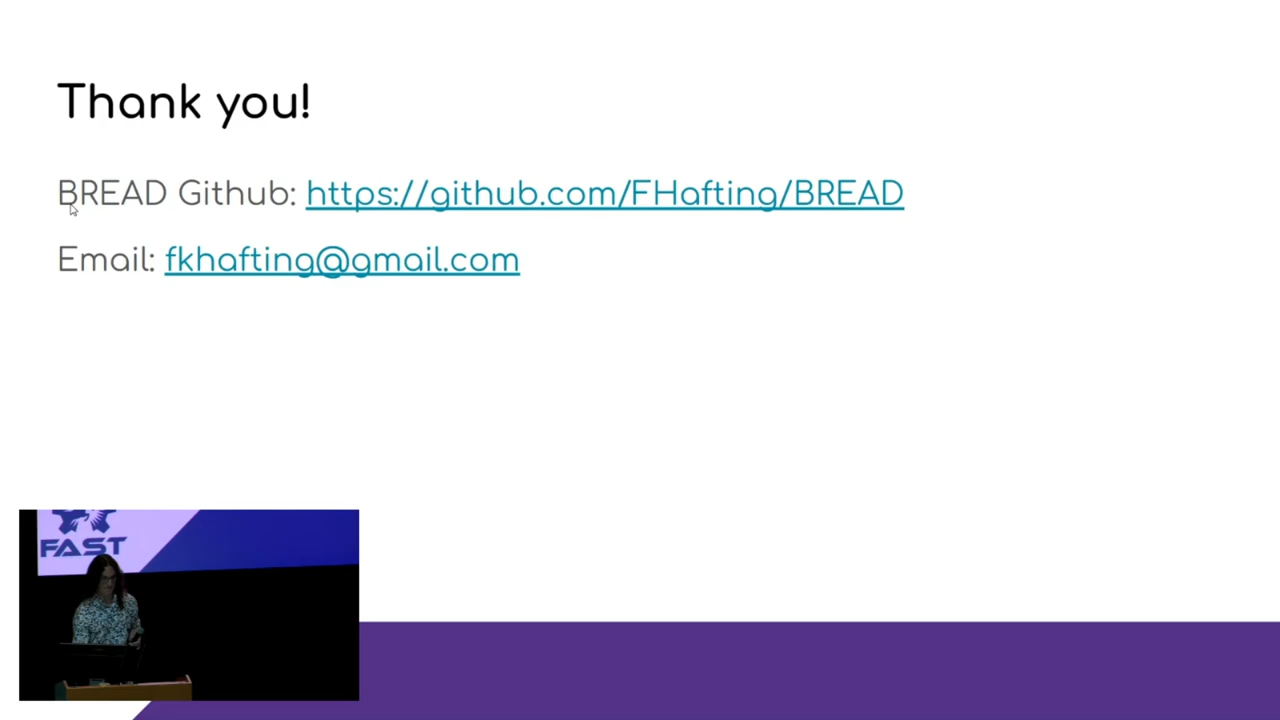 Thank you!
BREAD Github: https://github.com/FHafting/BREAD
Email: fkhafting@gmail.com
FAST